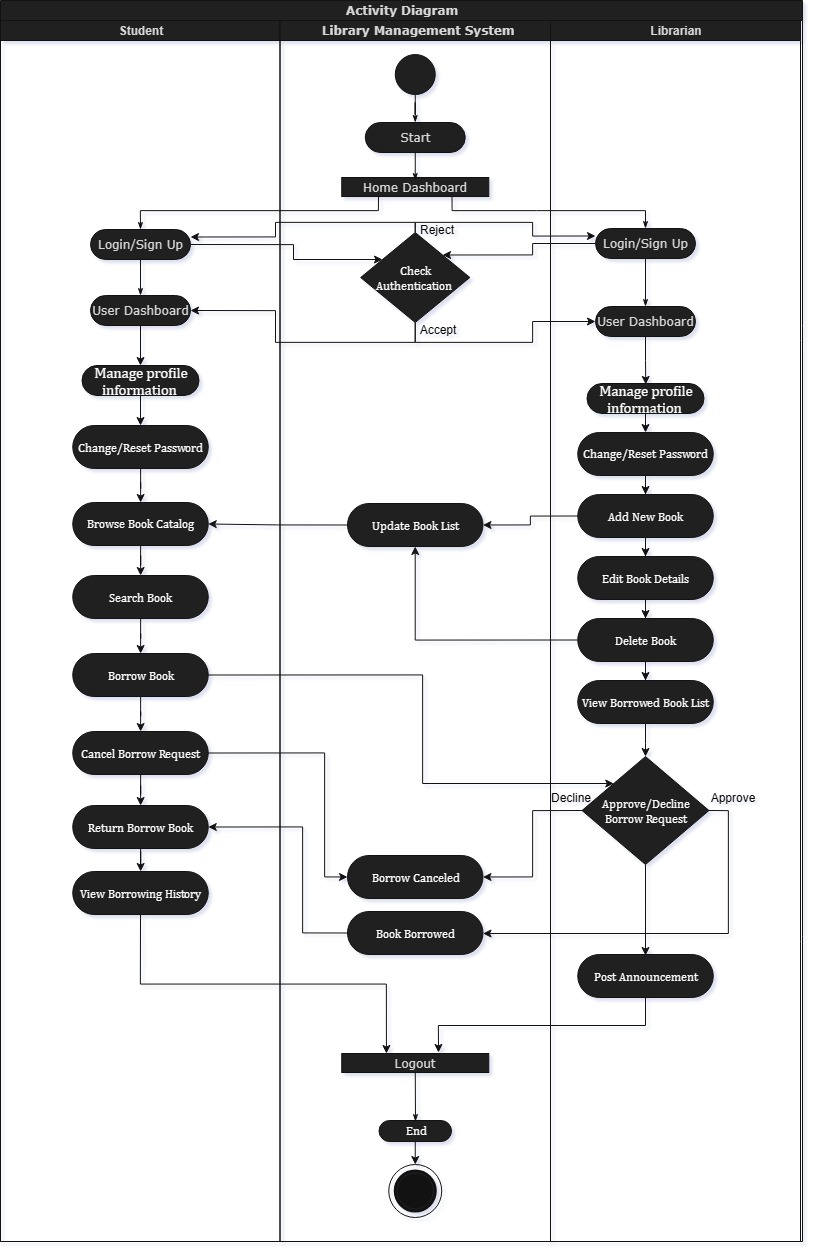 Activity Diagram
Student
Library Management System
Librarian
Start
Home Dashboard
Login/Sign Up
Reject
Login/Sign Up
Check
Authentication
User Dashboard
Accept
User Dashboard
Manage profile
information
Manage profile
information
Change/Reset Password
Change/Reset Password
Browse Book Catalog
Update Book List
Add New Book
Edit Book Details
Search Book
Delete Book
Borrow Book
View Borrowed Book List
Cancel Borrow Request
Decline
Approve/Decline
Borrow Request
Approve
Return Borrow Book
Borrow Canceled
View Borrowing History
Book Borrowed
Post Announcement
Logout
End